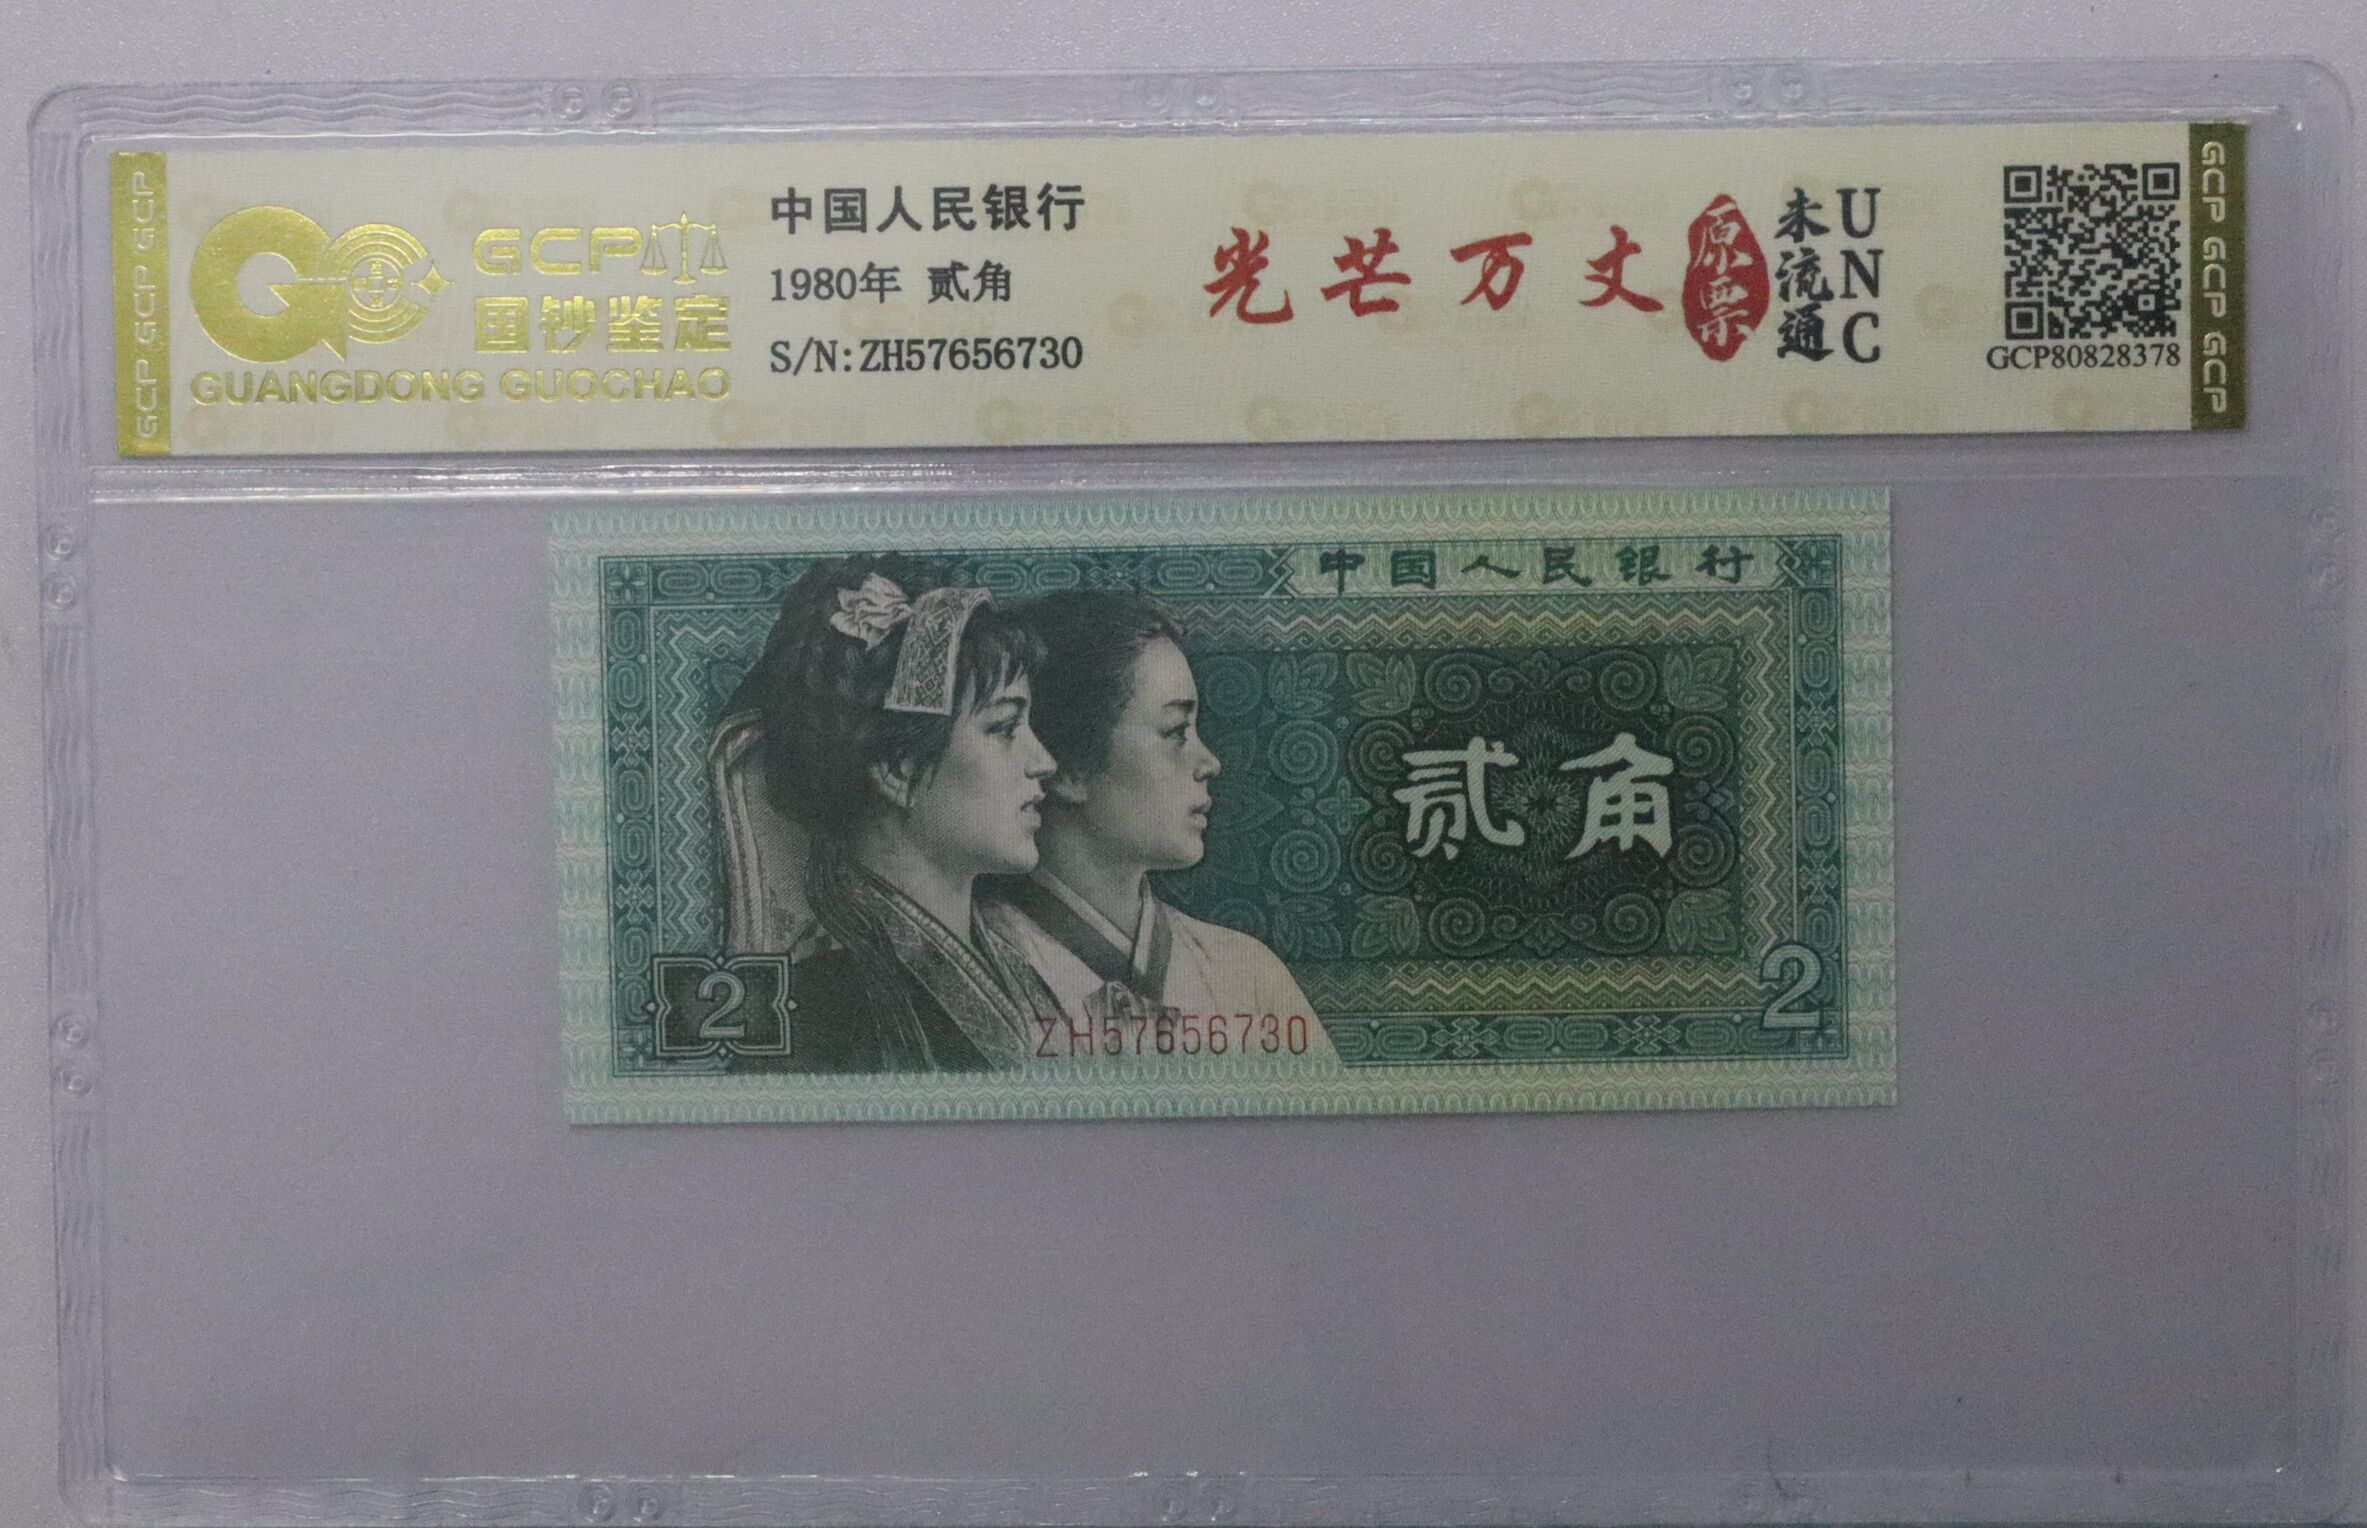 GCP GCP GCP
GCP
国钞鉴定
GUANGDONG GUOCHAO
中国人民银行
1980年 贰角
S/N:ZH57656730
光芒万丈
原票
未流通
UNC
GCP80828378
GCP GCP GCP
中国人民银行
贰角
2
2
ZH57656730